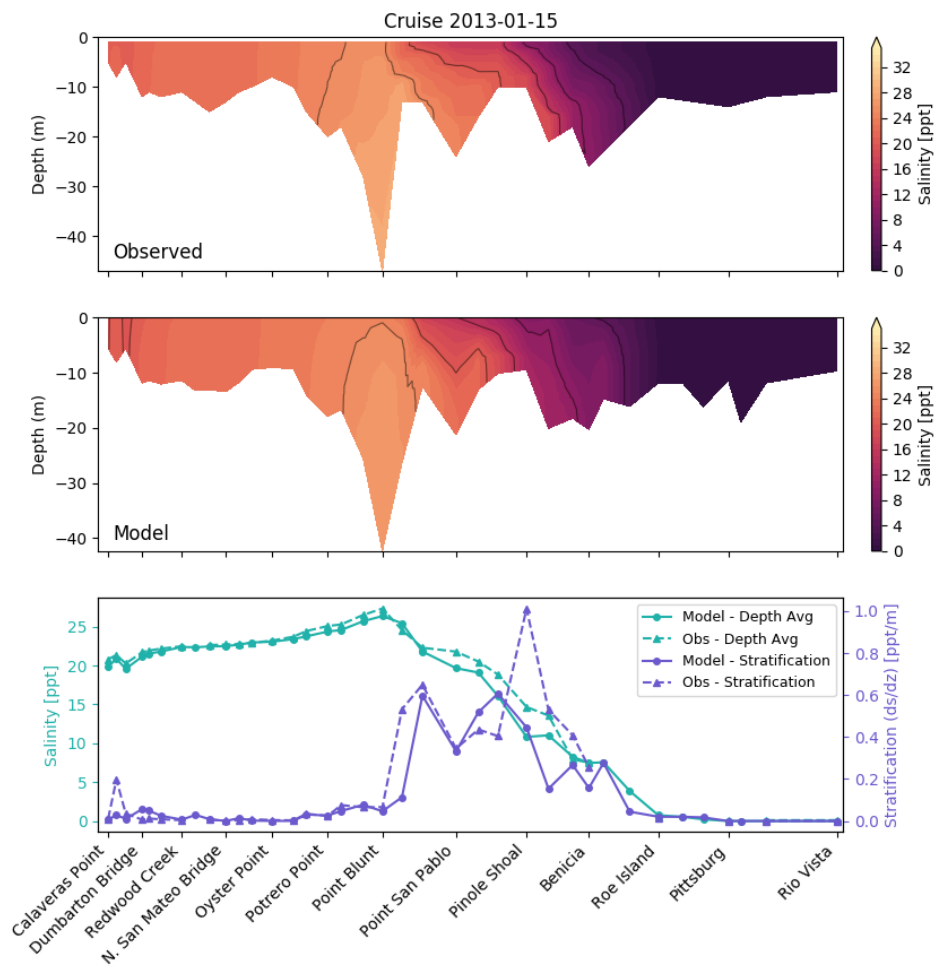 Cruise 2013-01-15
0
−10
−20
−30
−40
Depth (m)
Observed
32
28
24
20
16
12
8
4
0
Salinity [ppt]
0
−10
−20
−30
−40
Depth (m)
Model
32
28
24
20
16
12
8
4
0
Salinity [ppt]
25
20
15
10
5
0
Salinity [ppt]
Model - Depth Avg
Obs - Depth Avg
Model - Stratification
Obs - Stratification
1.0
0.8
0.6
0.4
0.2
0.0
Stratification (ds/dz) [ppt/m]
Calaveras Point
Dumbarton Bridge
Redwood Creek
N. San Mateo Bridge
Oyster Point
Potrero Point
Point Blunt
Point San Pablo
Pinole Shoal
Benicia
Roe Island
Pittsburg
Rio Vista